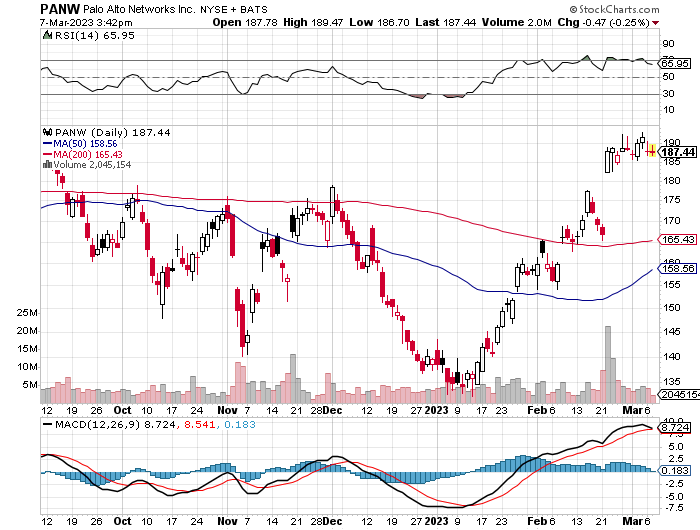 PANW Palo Alto Networks Inc. NYSE + BATS © StockCharts.com
7-Mar-2023 3:42pm Open 187.78 High 189.47 Low 186.70 Last 187.44 Volume 2.0M Chg -0.47 (-0.25%)
RSI(14) 65.95
90
70
65.95
50
30
10
PANW (Daily) 187.44
MA(50) 158.56
MA(200) 165.43
Volume 2,045,154
190
187.44
185
180
175
170
165.43
160
158.56
155
150
145
140
135
25M
20M
15M
10M
5M
2045154
12 19 26 Oct 10 17 24 Nov 7 14 21 28 Dec 12 19 27 2023 9 17 23 Feb 6 13 21 Mar 6
MACD(12,26,9) 8.724, 8.541, 0.183
10.0
8.724
7.5
5.0
2.5
0.183
-2.5
-5.0
-7.5
12 19 26 Oct 10 17 24 Nov 7 14 21 28 Dec 12 19 27 2023 9 17 23 Feb 6 13 21 Mar 6